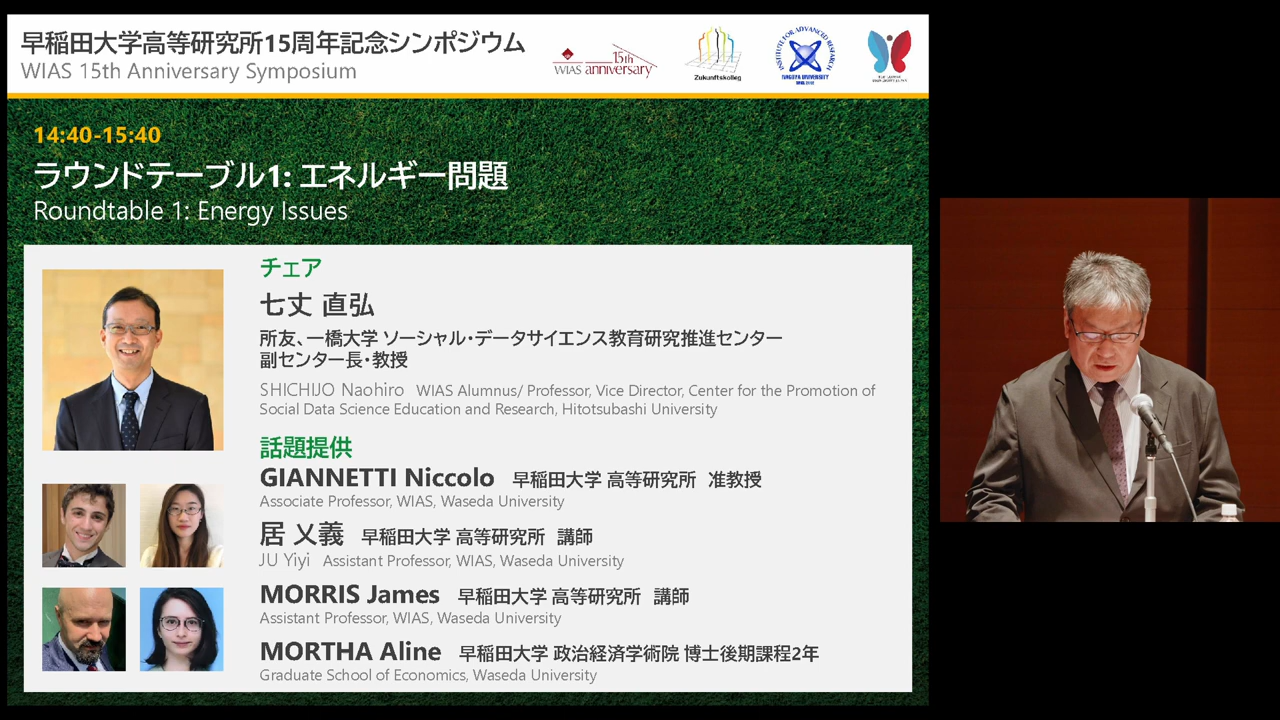 早稲田大学高等研究所15周年記念シンポジウム
WIAS 15th Anniversary Symposium
WIAS 15th anniversary
Zukunftskolleg
INSTITUTE FOR ADVANCED RESEARCH
NAGOYA UNIVERSITY
14:40-15:40
ラウンドテーブル1: エネルギー問題
Roundtable 1: Energy Issues
チェア
七丈 直弘
所友、一橋大学 ソーシャル・データサイエンス教育研究推進センター
副センター長・教授
SHICHIJO Naohiro WIAS Alumnus/ Professor, Vice Director, Center for the Promotion of
Social Data Science Education and Research, Hitotsubashi University
話題提供
GIANNETTI Niccolo 早稲田大学 高等研究所 准教授
Associate Professor, WIAS, Waseda University
居 乂義 早稲田大学 高等研究所 講師
JU Yiyi Assistant Professor, WIAS, Waseda University
MORRIS James 早稲田大学 高等研究所 講師
Assistant Professor, WIAS, Waseda University
MORTHA Aline 早稲田大学 政治経済学術院 博士後期課程2年
Graduate School of Economics, Waseda University